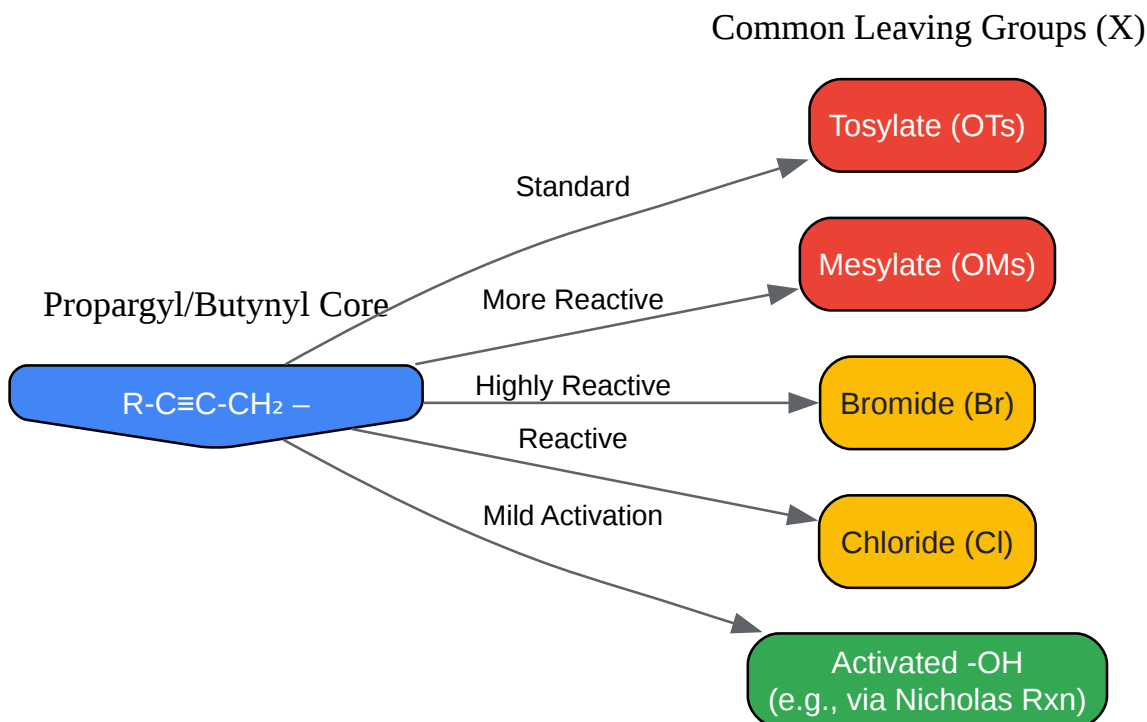 Common Leaving Groups (X)
Tosylate (OTs)
Standard
Mesylate (OMs)
More Reactive
Propargyl/Butynyl Core
Highly Reactive
R-C≡C-CH₂ –
Bromide (Br)
Reactive
Mild Activation
Chloride (Cl)
Activated -OH
(e.g., via Nicholas Rxn)